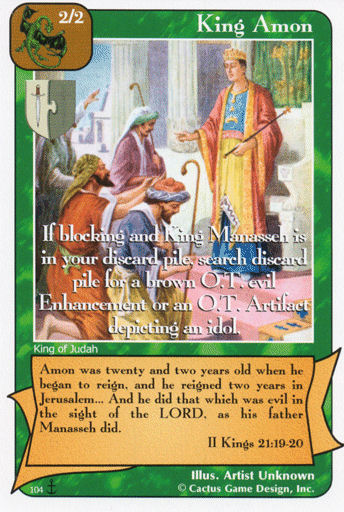 2/2
King Amon
If blocking and King Manasseh is
in your discard pile, search discard
pile for a brown O.T. evil
Enhancement or an O.T. Artifact
depicting an idol.
King of Judah
Amon was twenty and two years old when he
began to reign, and he reigned two years in
Jerusalem... And he did that which was evil in
the sight of the LORD, as his father
Manasseh did.
II Kings 21:19-20
Illus. Artist Unknown
104
© Cactus Game Design, Inc.